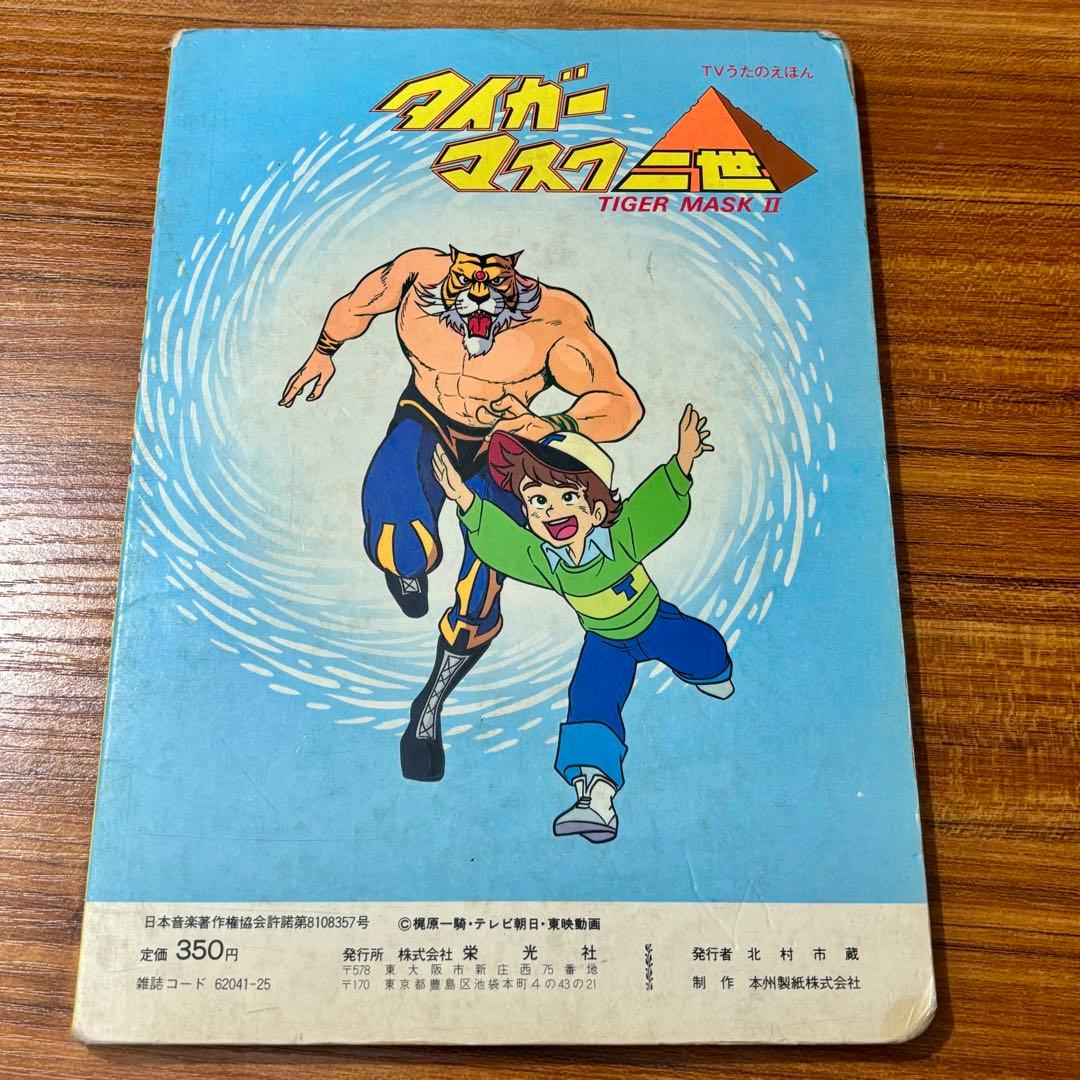 TVうたのえほん
タイガー
マスク二世
TIGER MASK II
T
T
日本音楽著作権協会許諾第8108357号 ©梶原一騎・テレビ朝日・東映動画
定価 350円 発行所 株式会社 栄光社 発行者 北村市蔵
〒578 東大阪市新庄西75番地
雑誌コード 62041-25 〒170 東京都豊島区池袋本町4の43の21 制作 本州製紙株式会社